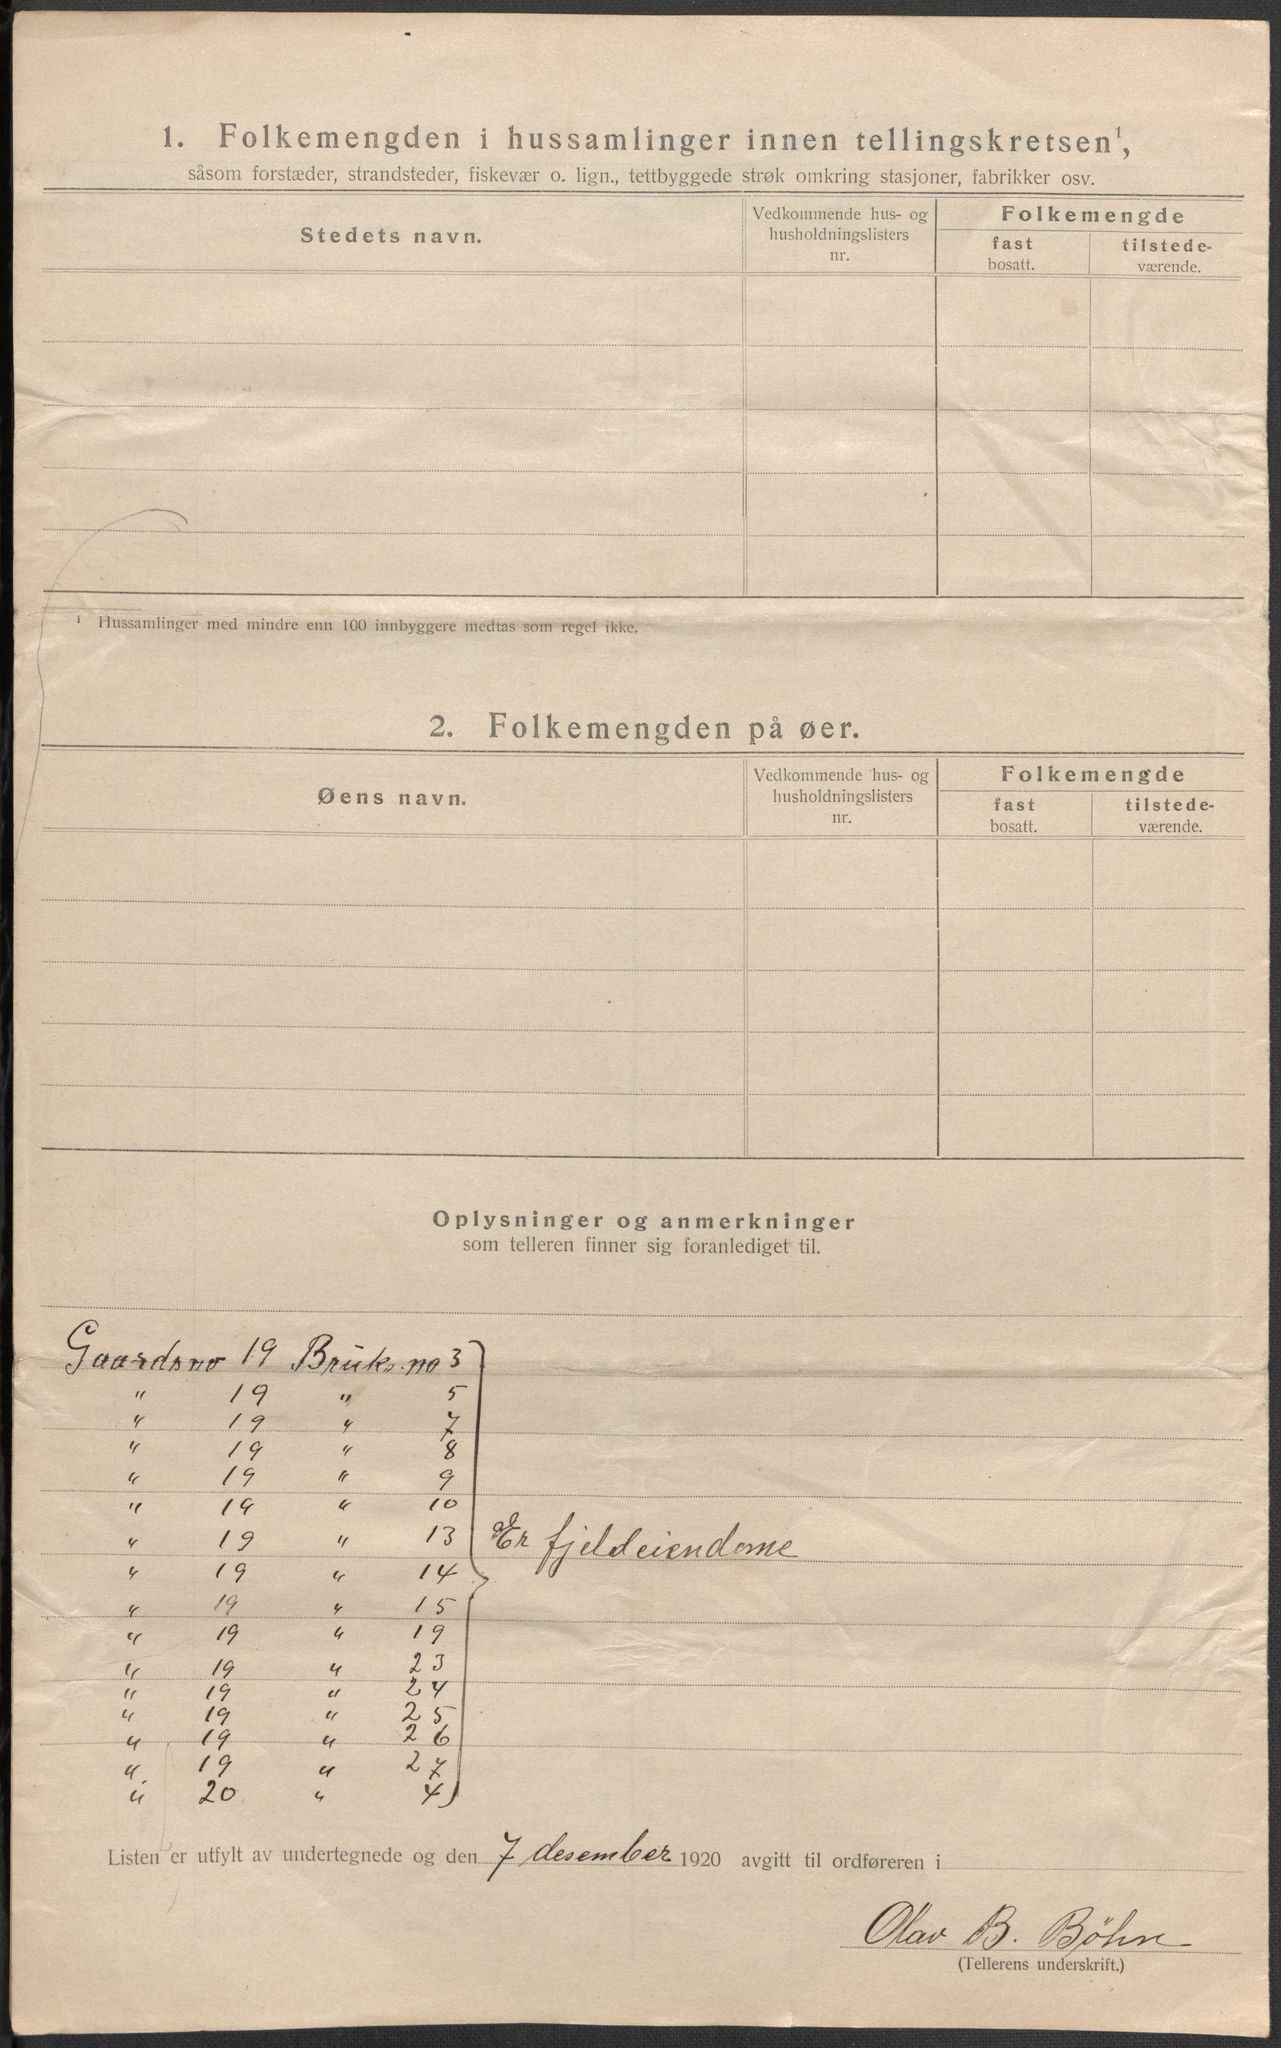 1. Folkemengden i hussamlinger innen tellingskretsen¹,
såsom forstæder, strandsteder, fiskevær o. lign., tettbyggede strøk omkring stasjoner, fabrikker osv.
Stedets navn.
Vedkommende hus- og
husholdningslisters
nr.
Folkemengde
fast
bosatt.
tilstede-
værende.
¹ Hussamlinger med mindre enn 100 innbyggere medtas som regel ikke.
2. Folkemengden på øer.
Øens navn.
Vedkommende hus- og
husholdningslisters
nr.
Folkemengde
fast
bosatt.
tilstede-
værende.
Oplysninger og anmerkninger
som telleren finner sig foranlediget til.
Gaardsno 19 Bruks.no 3
" 19 " 5
" 19 " 7
" 19 " 8
" 19 " 9
" 19 " 10
" 19 " 13
Er fjeldeiendome
" 19 " 14
" 19 " 15
" 19 " 19
" 19 " 23
" 19 " 24
" 19 " 25
" 19 " 26
" 19 " 27
" 20 " 4
Listen er utfylt av undertegnede og den 7 desember 1920 avgitt til ordføreren i
Olav B. Böhn
(Tellerens underskrift.)